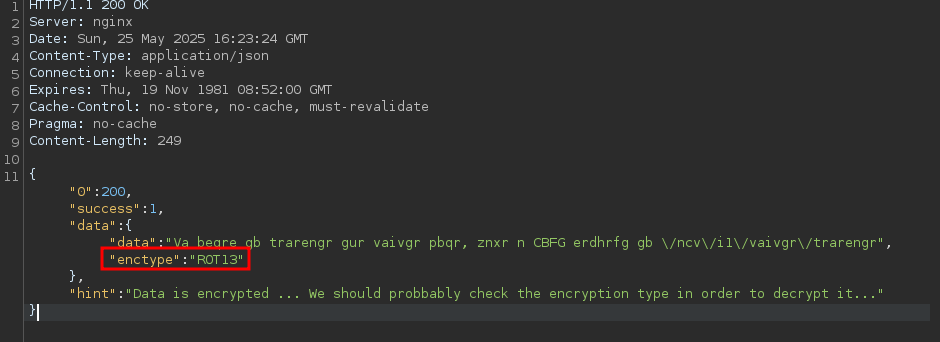 1 HTTP/1.1 200 OK
2 Server: nginx
3 Date: Sun, 25 May 2025 16:23:24 GMT
4 Content-Type: application/json
5 Connection: keep-alive
6 Expires: Thu, 19 Nov 1981 08:52:00 GMT
7 Cache-Control: no-store, no-cache, must-revalidate
8 Pragma: no-cache
9 Content-Length: 249
10
11 {
"0":200,
"success":1,
"data":{
"data":"Va beqre gb trarengr gur vaivgr pbqr, znxr n CBFG erdhrfg gb \/ncv\/i1\/vaivgr\/trarengr",
"enctype":"ROT13"
},
"hint":"Data is encrypted ... We should probbably check the encryption type in order to decrypt it..."
}